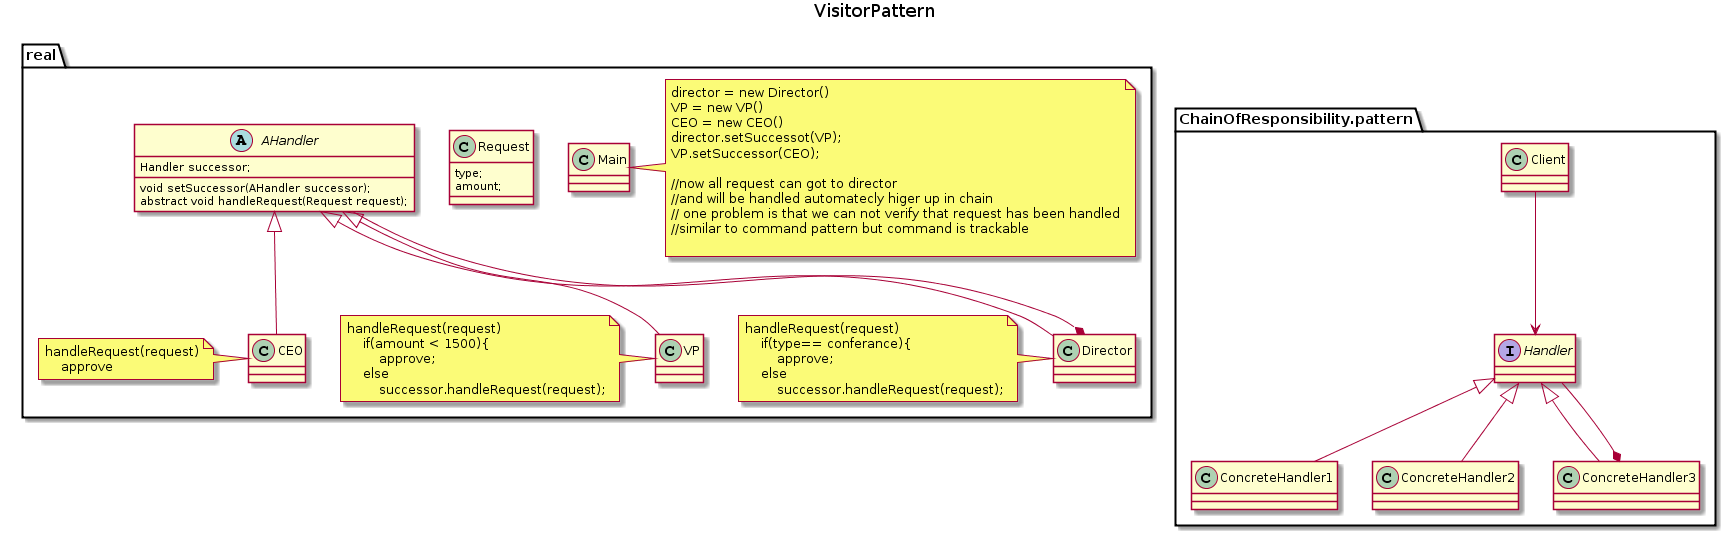 VisitorPattern
real
A AHandler
Handler successor;
void setSuccessor(AHandler successor);
abstract void handleRequest(Request request);
C Request
type;
amount;
C Main
director = new Director()
VP = new VP()
CEO = new CEO()
director.setSuccessot(VP);
VP.setSuccessor(CEO);
//now all request can got to director
//and will be handled automatecly higer up in chain
// one problem is that we can not verify that request has been handled
//similar to command pattern but command is trackable
handleRequest(request)
approve
C CEO
handleRequest(request)
if(amount < 1500){
approve;
else
successor.handleRequest(request);
C VP
handleRequest(request)
if(type== conferance){
approve;
else
successor.handleRequest(request);
C Director
ChainOfResponsibility.pattern
C Client
I Handler
C ConcreteHandler1
C ConcreteHandler2
C ConcreteHandler3